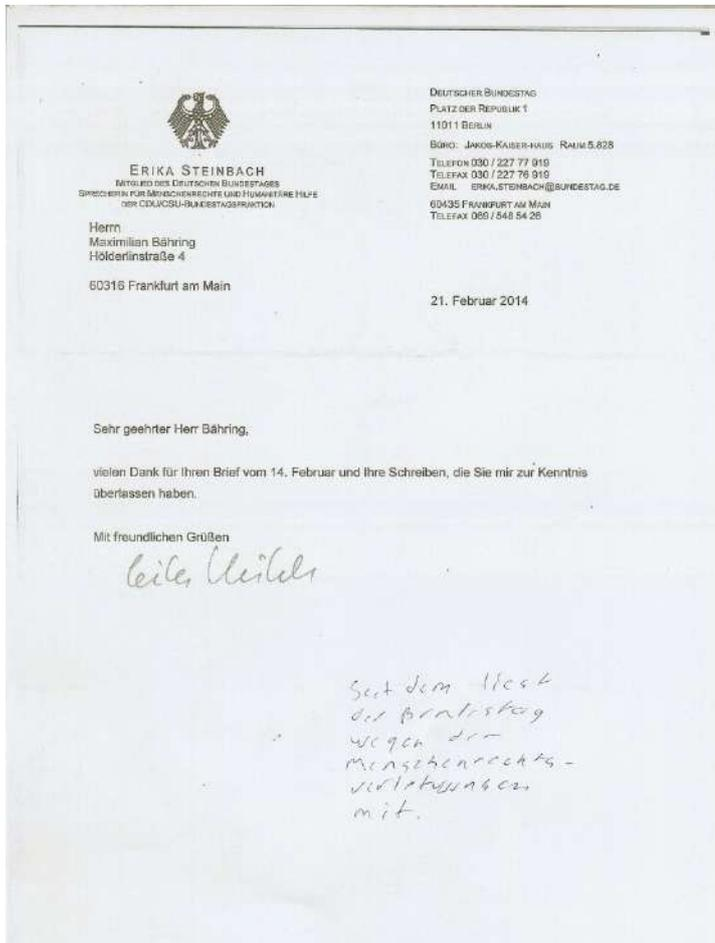 ERIKA STEINBACH
MITGLIED DES DEUTSCHEN BUNDESTAGES
SPRECHERIN FÜR MENSCHENRECHTE UND HUMANITÄRE HILFE
DER CDU/CSU-BUNDESTAGSFRAKTION
DEUTSCHER BUNDESTAG
PLATZ DER REPUBLIK 1
11011 BERLIN
BÜRO: JAKOB-KAISER-HAUS RAUM 5.828
TELEFON 030 / 227 77 919
TELEFAX 030 / 227 76 919
EMAIL ERIKA.STEINBACH@BUNDESTAG.DE
60435 FRANKFURT AM MAIN
TELEFAX 069 / 548 54 26
Herrn
Maximilian Bähring
Hölderlinstraße 4
60316 Frankfurt am Main
21. Februar 2014
Sehr geehrter Herr Bähring,
vielen Dank für Ihren Brief vom 14. Februar und Ihre Schreiben, die Sie mir zur Kenntnis
überlassen haben.
Mit freundlichen Grüßen
Seit dem liest
der Bundestag
wegen der
Menschenrechts-
verletzungen
mit.